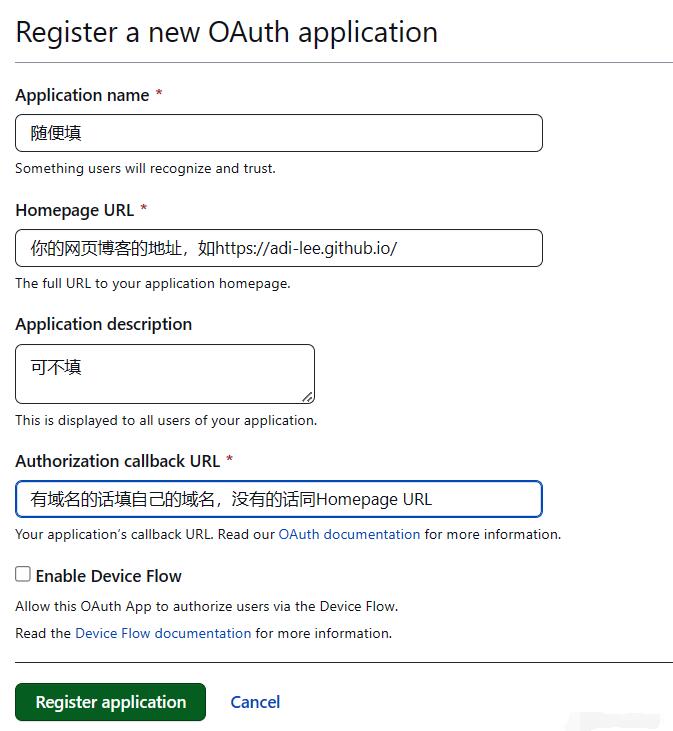 Register a new OAuth application
Application name *
随便填
Something users will recognize and trust.
Homepage URL *
你的网页博客的地址，如https://adi-lee.github.io/
The full URL to your application homepage.
Application description
可不填
This is displayed to all users of your application.
Authorization callback URL *
有域名的话填自己的域名，没有的话同Homepage URL
Your application’s callback URL. Read our OAuth documentation for more information.
Enable Device Flow
Allow this OAuth App to authorize users via the Device Flow.
Read the Device Flow documentation for more information.
Register application Cancel